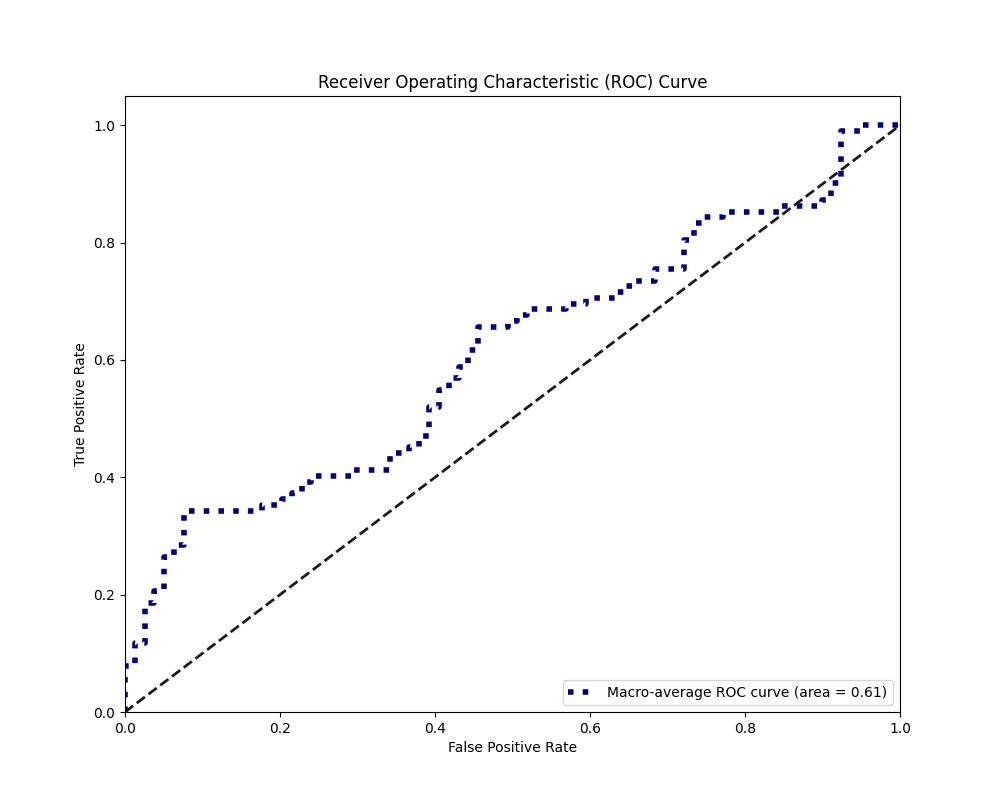 Receiver Operating Characteristic (ROC) Curve
1.0
0.8
0.6
0.4
0.2
0.0
True Positive Rate
0.0 0.2 0.4 0.6 0.8 1.0
False Positive Rate
Macro-average ROC curve (area = 0.61)